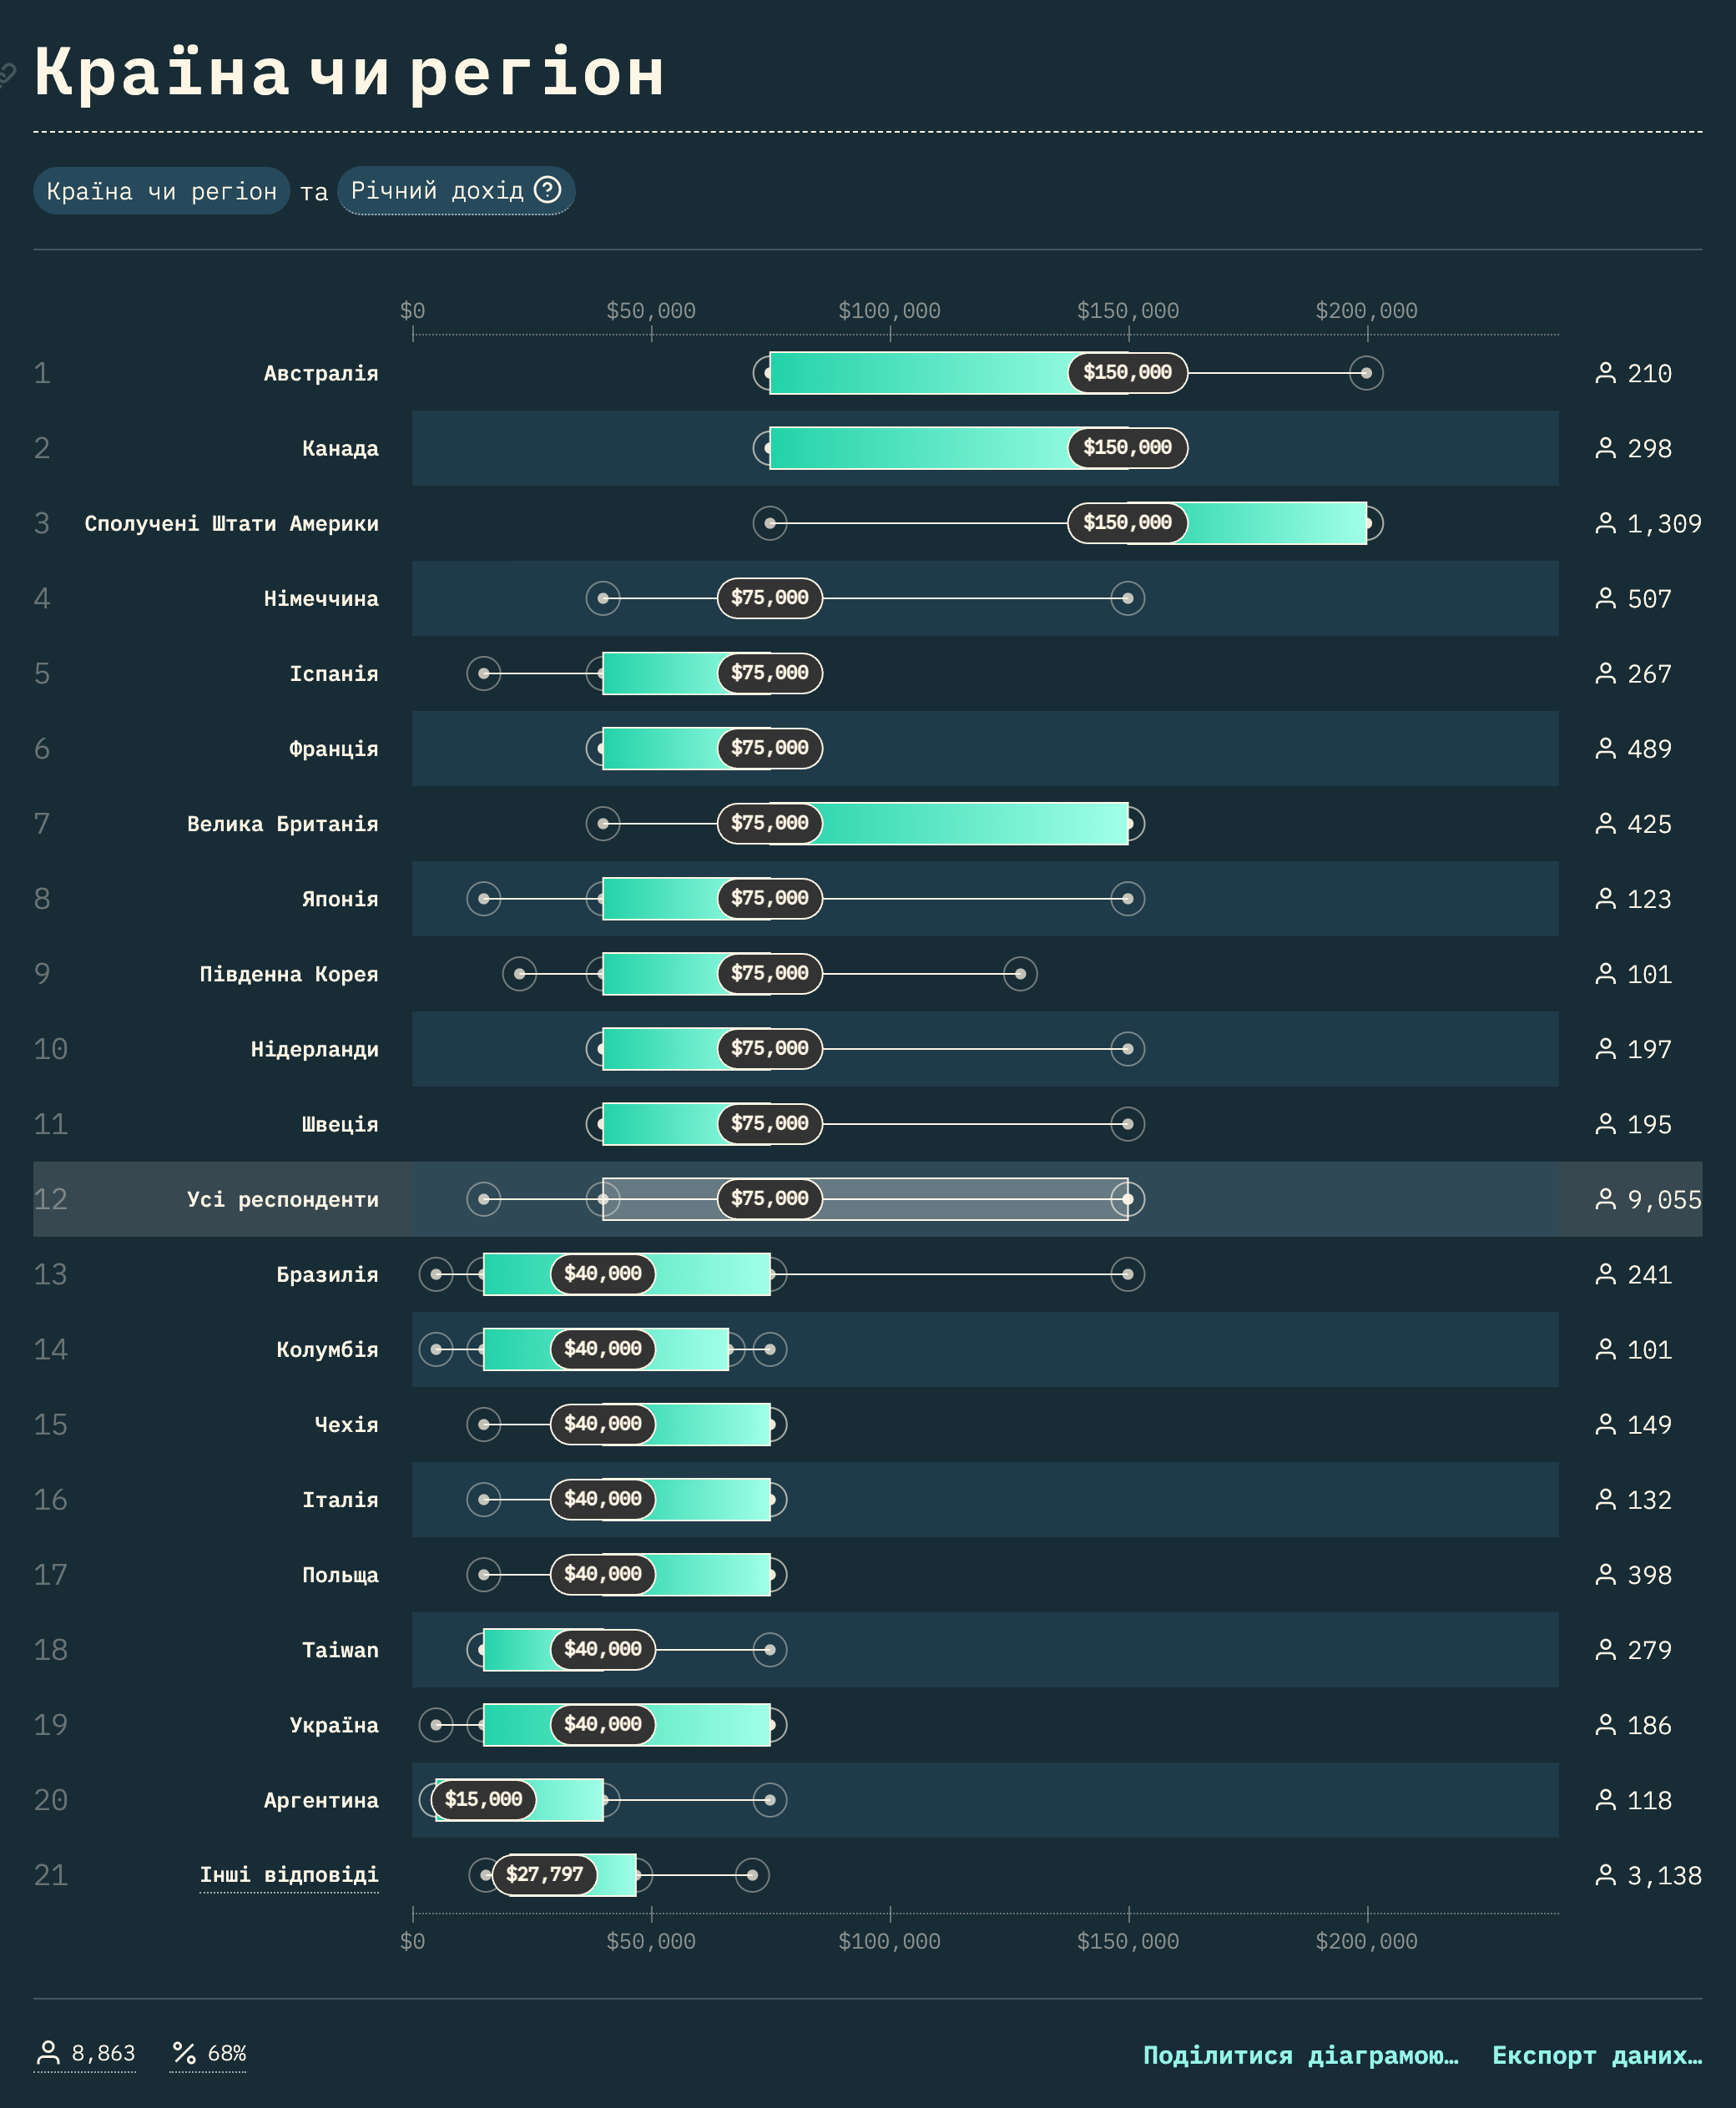 Країна чи регіон
Країна чи регіон та Річний дохід ?
$0 $50,000 $100,000 $150,000 $200,000
1 Австралія $150,000 210
2 Канада $150,000 298
3 Сполучені Штати Америки $150,000 1,309
4 Німеччина $75,000 507
5 Іспанія $75,000 267
6 Франція $75,000 489
7 Велика Британія $75,000 425
8 Японія $75,000 123
9 Південна Корея $75,000 101
10 Нідерланди $75,000 197
11 Швеція $75,000 195
12 Усі респонденти $75,000 9,055
13 Бразилія $40,000 241
14 Колумбія $40,000 101
15 Чехія $40,000 149
16 Італія $40,000 132
17 Польща $40,000 398
18 Taiwan $40,000 279
19 Україна $40,000 186
20 Аргентина $15,000 118
21 Інші відповіді $27,797 3,138
$0 $50,000 $100,000 $150,000 $200,000
8,863 % 68% Поділитися діаграмою… Експорт даних…